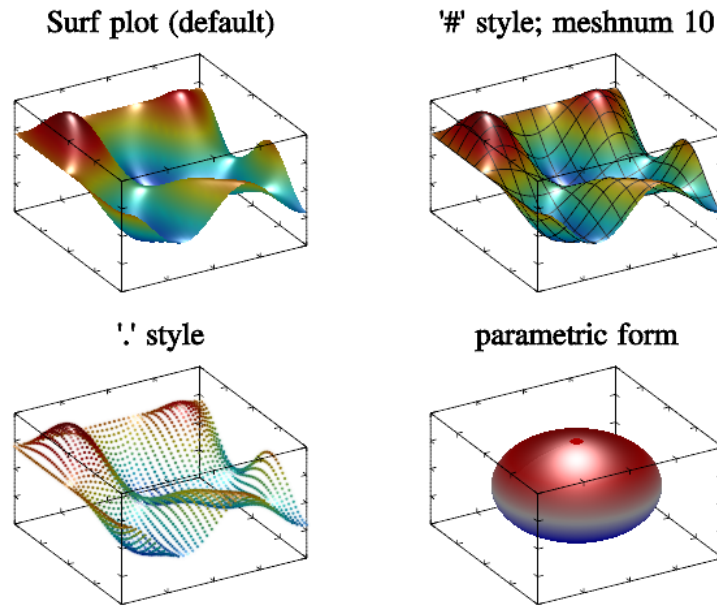 Surf plot (default)
'#' style; meshnum 10
'.' style
parametric form